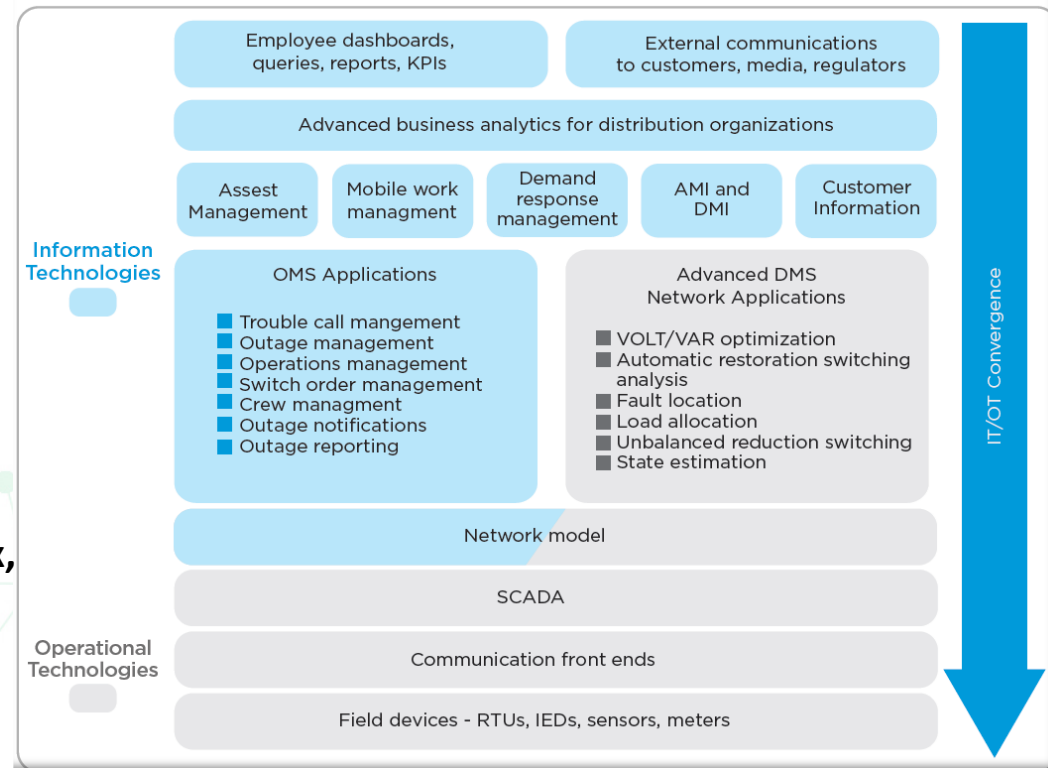 Employee dashboards,
queries, reports, KPIs
External communications
to customers, media, regulators
Advanced business analytics for distribution organizations
Assest
Management
Mobile work
managment
Demand
response
management
AMI and
DMI
Customer
Information
Information
Technologies
OMS Applications
Trouble call mangement
Outage management
Operations management
Switch order management
Crew managment
Outage notifications
Outage reporting
Advanced DMS
Network Applications
VOLT/VAR optimization
Automatic restoration switching
analysis
Fault location
Load allocation
Unbalanced reduction switching
State estimation
IT/OT Convergence
Network model
SCADA
Operational
Technologies
Communication front ends
Field devices - RTUs, IEDs, sensors, meters